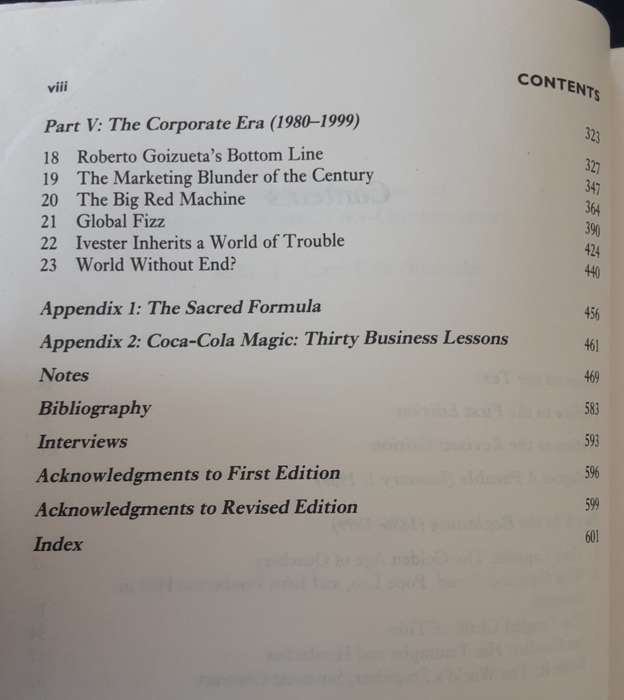 viii CONTENTS
Part V: The Corporate Era (1980–1999) 323
18 Roberto Goizueta's Bottom Line 327
19 The Marketing Blunder of the Century 347
20 The Big Red Machine 364
21 Global Fizz 390
22 Ivester Inherits a World of Trouble 424
23 World Without End? 440
Appendix 1: The Sacred Formula 456
Appendix 2: Coca-Cola Magic: Thirty Business Lessons 461
Notes 469
Bibliography 583
Interviews 593
Acknowledgments to First Edition 596
Acknowledgments to Revised Edition 599
Index 601